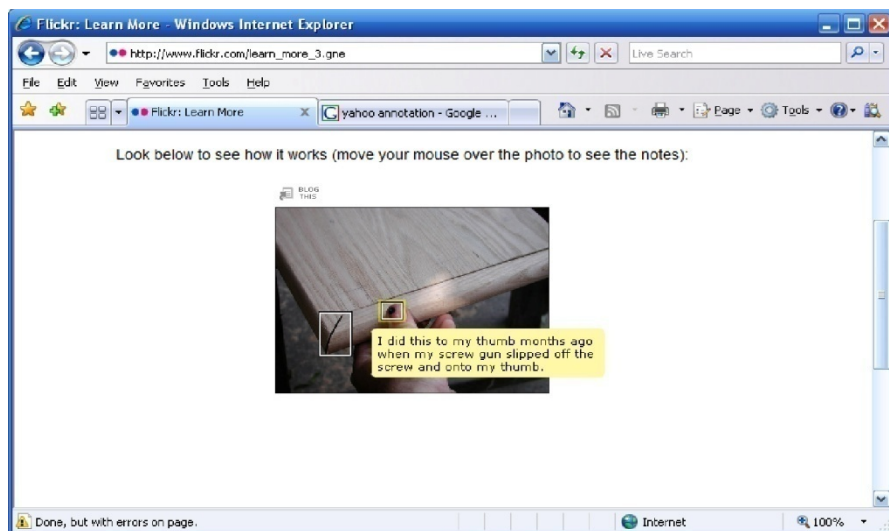 Flickr: Learn More - Windows Internet Explorer
http://www.flickr.com/learn_more_3.gne
Live Search
File Edit View Favorites Tools Help
Flickr: Learn More X yahoo annotation - Google ... Page Tools
Look below to see how it works (move your mouse over the photo to see the notes):
BLOG
THIS
I did this to my thumb months ago
when my screw gun slipped off the
screw and onto my thumb.
Done, but with errors on page. Internet 100%